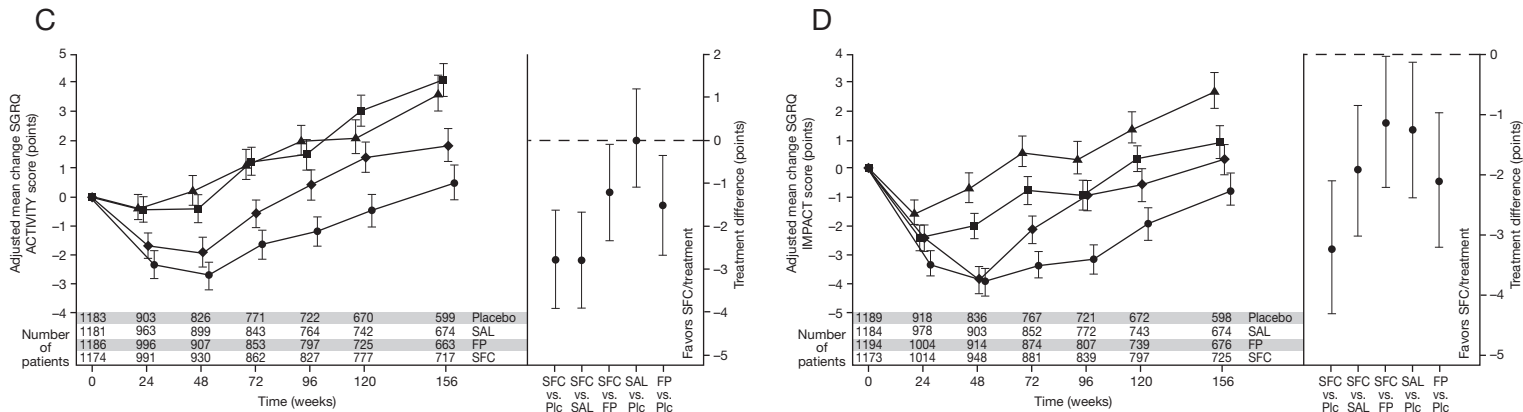 C
Adjusted mean change SGRQ
ACTIVITY score (points)
5
4
3
2
1
0
−1
−2
−3
−4
Number
of
patients
1183 903 826 771 722 670 599 Placebo
1181 963 899 843 764 742 674 SAL
1186 996 907 853 797 725 663 FP
1174 991 930 862 827 777 717 SFC
0 24 48 72 96 120 156
Time (weeks)
SFC vs. Plc
SFC vs. SAL
SFC vs. FP
SAL vs. Plc
FP vs. Plc
2
1
0
−1
−2
−3
−4
−5
Favors SFC/treatment
Treatment difference (points)
D
Adjusted mean change SGRQ
IMPACT score (points)
4
3
2
1
0
−1
−2
−3
−4
−5
Number
of
patients
1189 918 836 767 721 672 598 Placebo
1184 978 903 852 772 743 674 SAL
1194 1004 914 874 807 739 676 FP
1173 1014 948 881 839 797 725 SFC
0 24 48 72 96 120 156
Time (weeks)
SFC vs. Plc
SFC vs. SAL
SFC vs. FP
SAL vs. Plc
FP vs. Plc
0
−1
−2
−3
−4
−5
Favors SFC/treatment
Treatment difference (points)